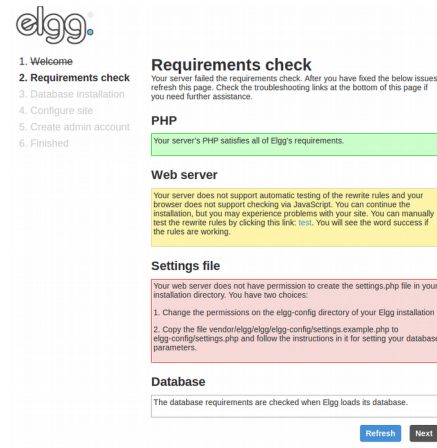 elgg.
1. Welcome
2. Requirements check
3. Database installation
4. Configure site
5. Create admin account
6. Finished
Requirements check
Your server failed the requirements check. After you have fixed the below issues,
refresh this page. Check the troubleshooting links at the bottom of this page if
you need further assistance.
PHP
Your server's PHP satisfies all of Elgg's requirements.
Web server
Your server does not support automatic testing of the rewrite rules and your
browser does not support checking via JavaScript. You can continue the
installation, but you may experience problems with your site. You can manually
test the rewrite rules by clicking this link: test. You will see the word success if
the rules are working.
Settings file
Your web server does not have permission to create the settings.php file in your
installation directory. You have two choices:
1. Change the permissions on the elgg-config directory of your Elgg installation
2. Copy the file vendor/elgg/elgg/elgg-config/settings.example.php to
elgg-config/settings.php and follow the instructions in it for setting your database
parameters.
Database
The database requirements are checked when Elgg loads its database.
Refresh Next